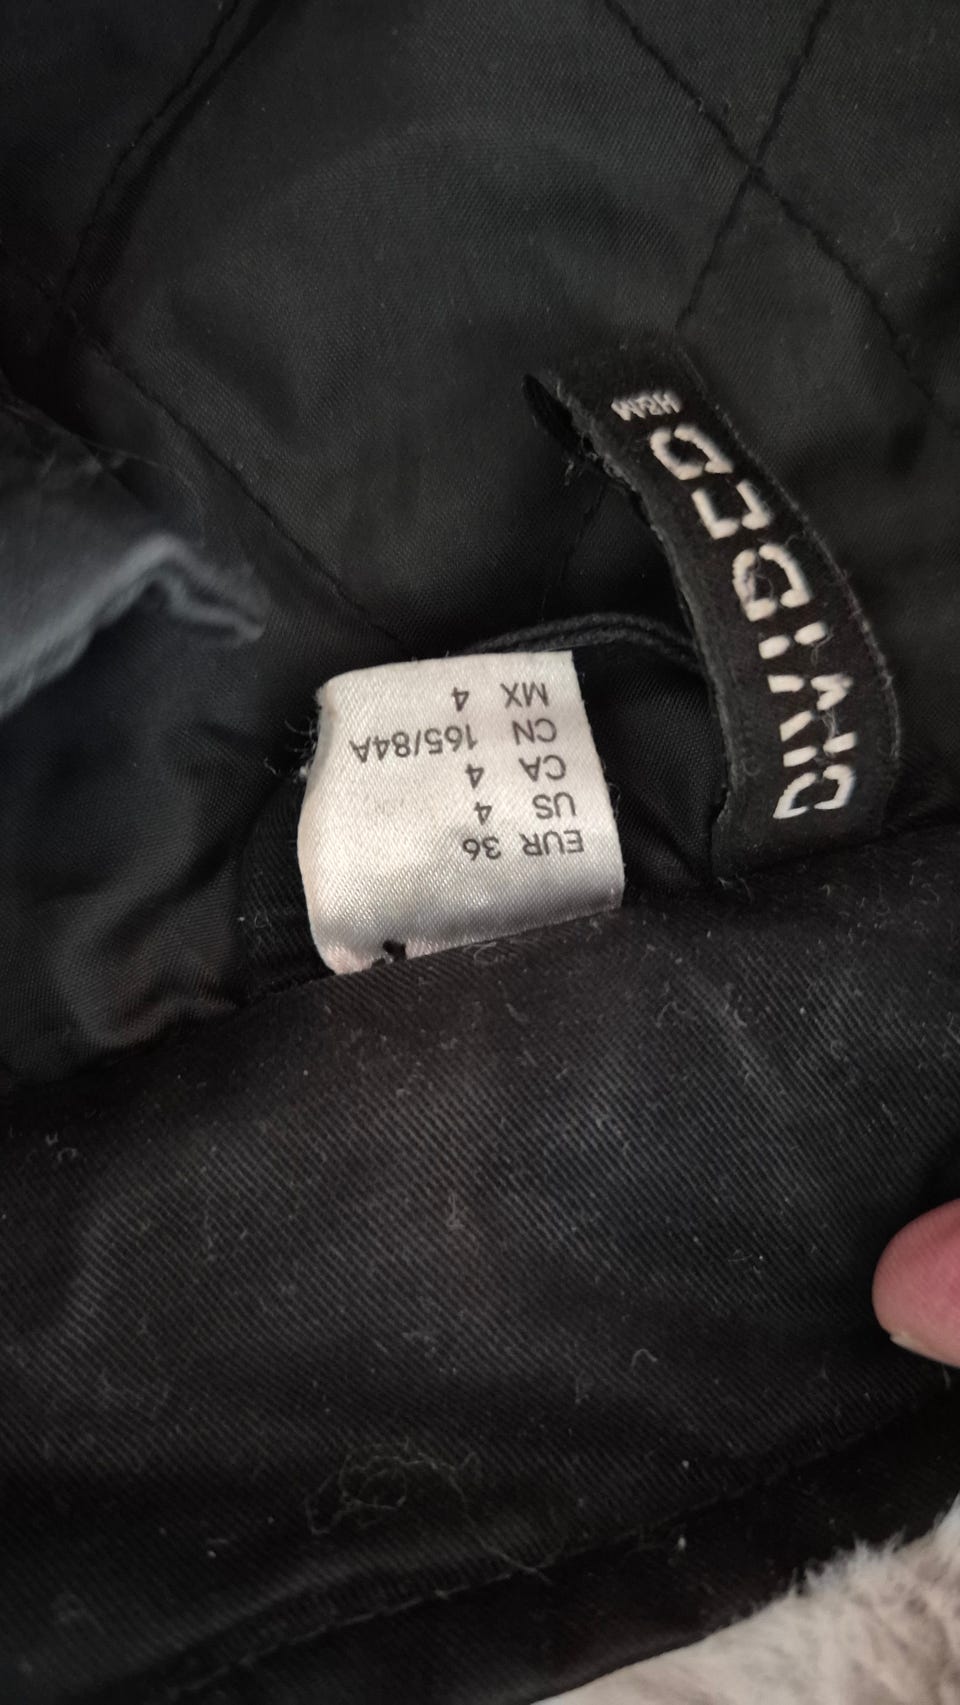 EUR 36
US 4
CA 4
CN 165/84A
MX 4
DIVIDED
H&M